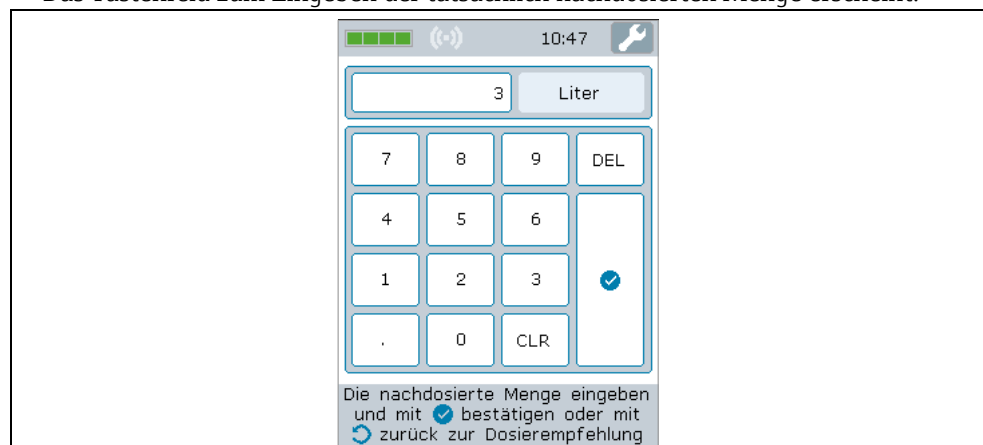 Das Tastenfeld zum Eingeben der tatsächlich nachdosierten Menge erscheint.
10:47
3 Liter
7 8 9 DEL
4 5 6
1 2 3
. 0 CLR
Die nachdosierte Menge eingeben
und mit bestätigen oder mit
zurück zur Dosierempfehlung